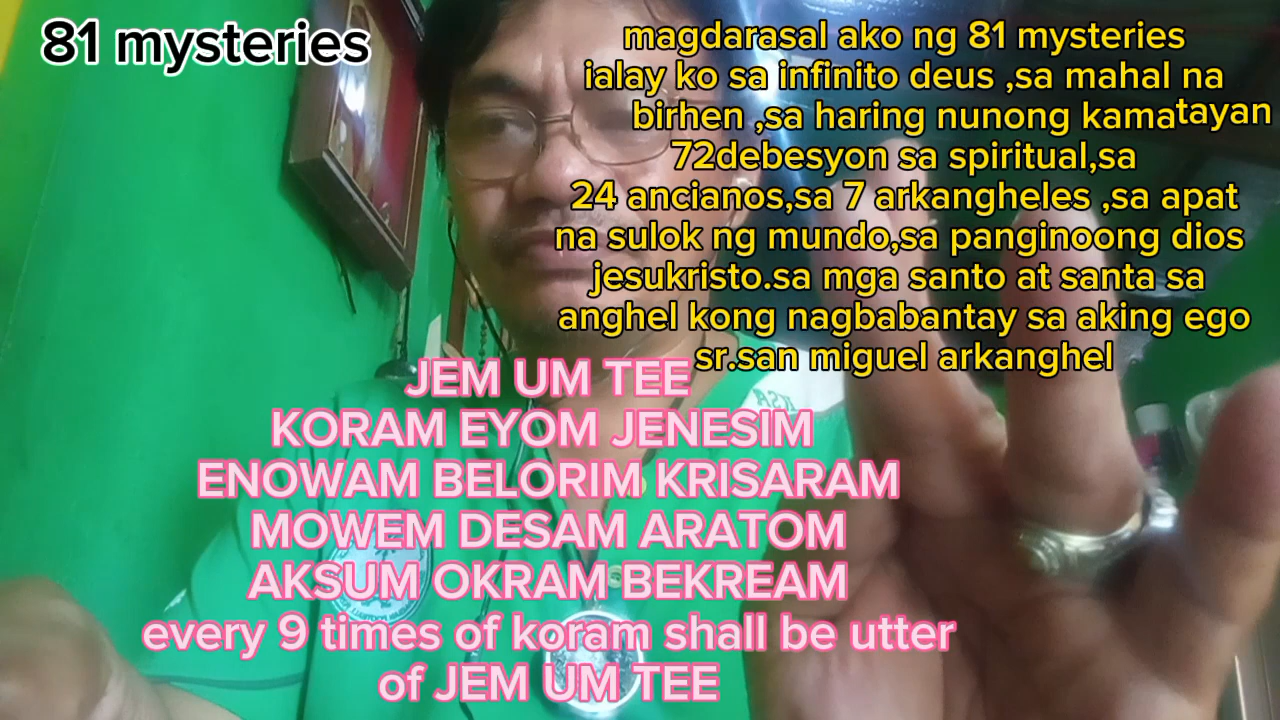 81 mysteries
magdarasal ako ng 81 mysteries
ialay ko sa infinito deus ,sa mahal na
birhen ,sa haring nunong kamatayan
72debesyon sa spiritual,sa
24 ancianos,sa 7 arkangheles ,sa apat
na sulok ng mundo,sa panginoong dios
jesukristo.sa mga santo at santa sa
anghel kong nagbabantay sa aking ego
sr.san miguel arkanghel
JEM UM TEE
KORAM EYOM JENESIM
ENOWAM BELORIM KRISARAM
MOWEM DESAM ARATOM
AKSUM OKRAM BEKREAM
every 9 times of koram shall be utter
of JEM UM TEE